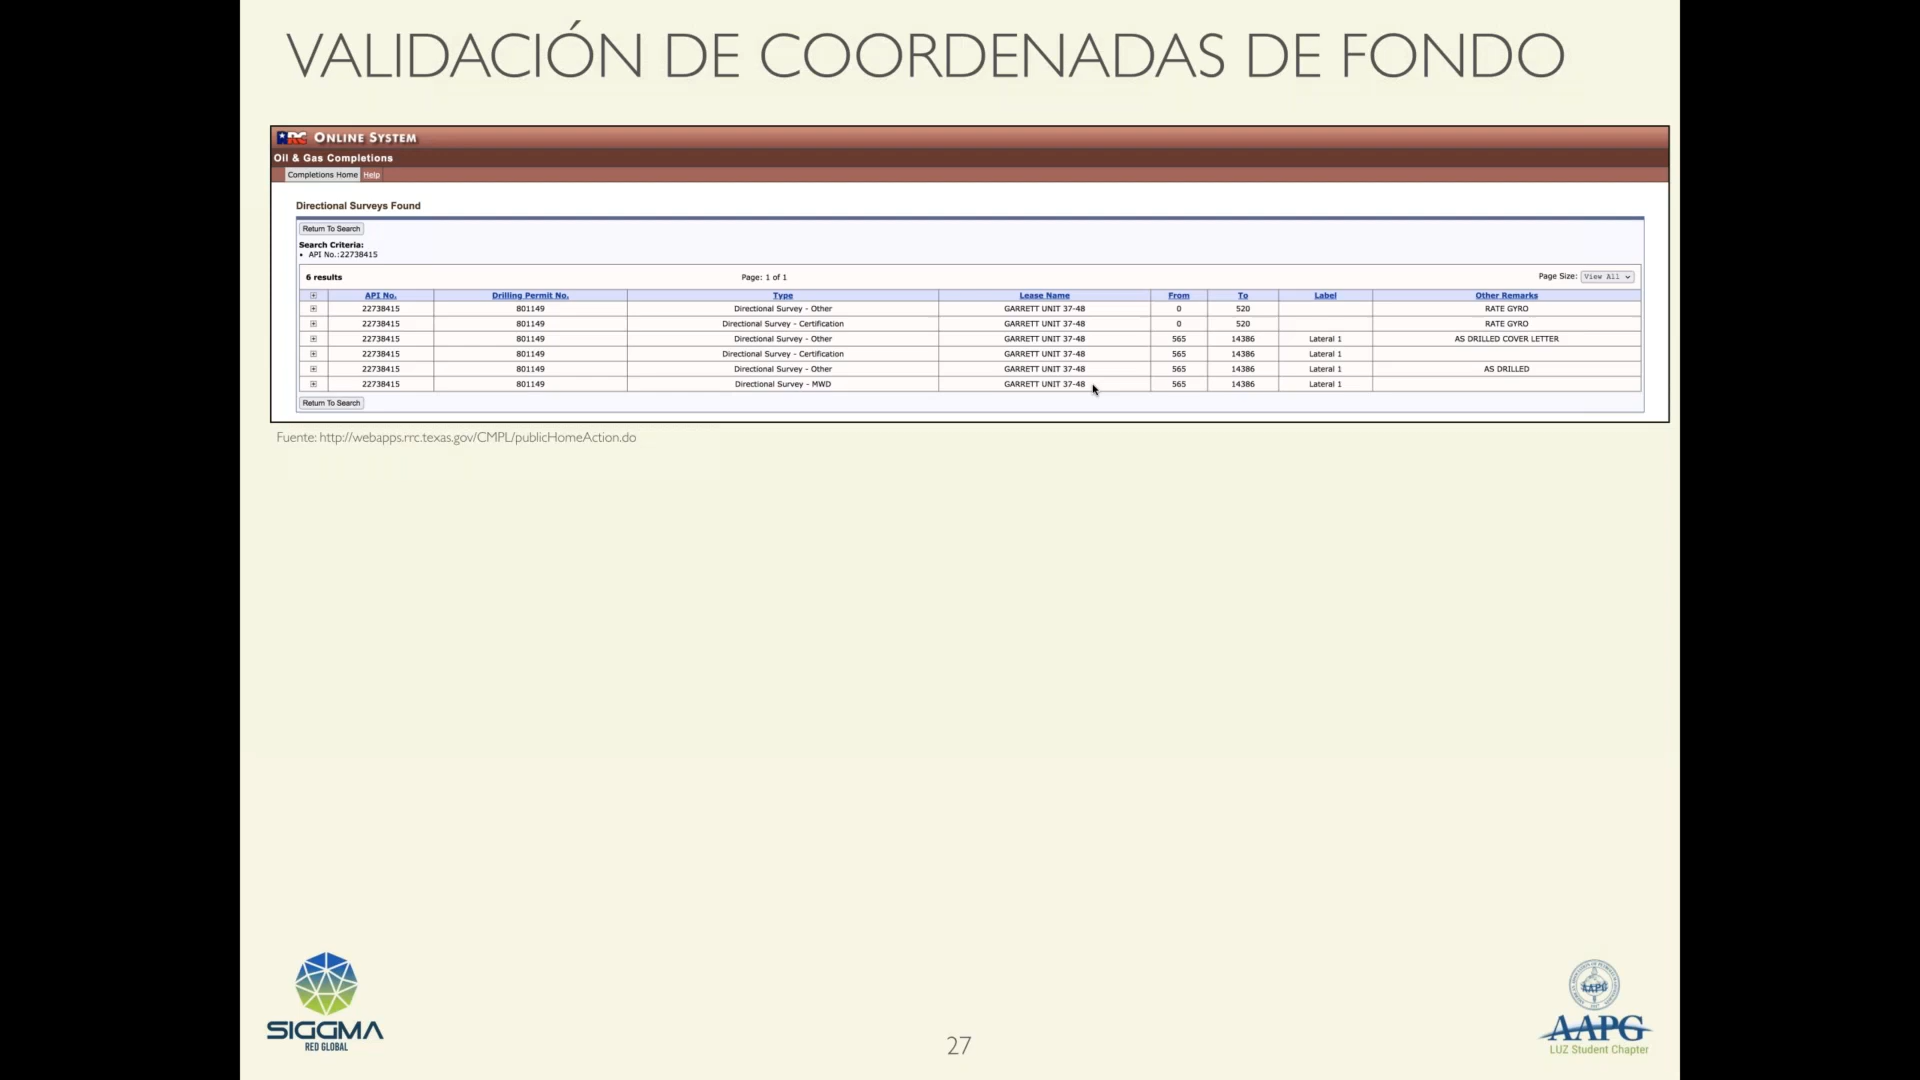 VALIDACIÓN DE COORDENADAS DE FONDO
RRC ONLINE SYSTEM
Oil & Gas Completions
Completions Home Help
Directional Surveys Found
Return To Search
Search Criteria:
• API No.:22738415
6 results Page: 1 of 1 Page Size: View All
API No. Drilling Permit No. Type Lease Name From To Label Other Remarks
22738415 801149 Directional Survey - Other GARRETT UNIT 37-48 0 520 RATE GYRO
22738415 801149 Directional Survey - Certification GARRETT UNIT 37-48 0 520 RATE GYRO
22738415 801149 Directional Survey - Other GARRETT UNIT 37-48 565 14386 Lateral 1 AS DRILLED COVER LETTER
22738415 801149 Directional Survey - Certification GARRETT UNIT 37-48 565 14386 Lateral 1
22738415 801149 Directional Survey - Other GARRETT UNIT 37-48 565 14386 Lateral 1 AS DRILLED
22738415 801149 Directional Survey - MWD GARRETT UNIT 37-48 565 14386 Lateral 1
Return To Search
Fuente: http://webapps.rrc.texas.gov/CMPL/publicHomeAction.do
SIGGMA
RED GLOBAL
27
AAPG
AAPG
LUZ Student Chapter